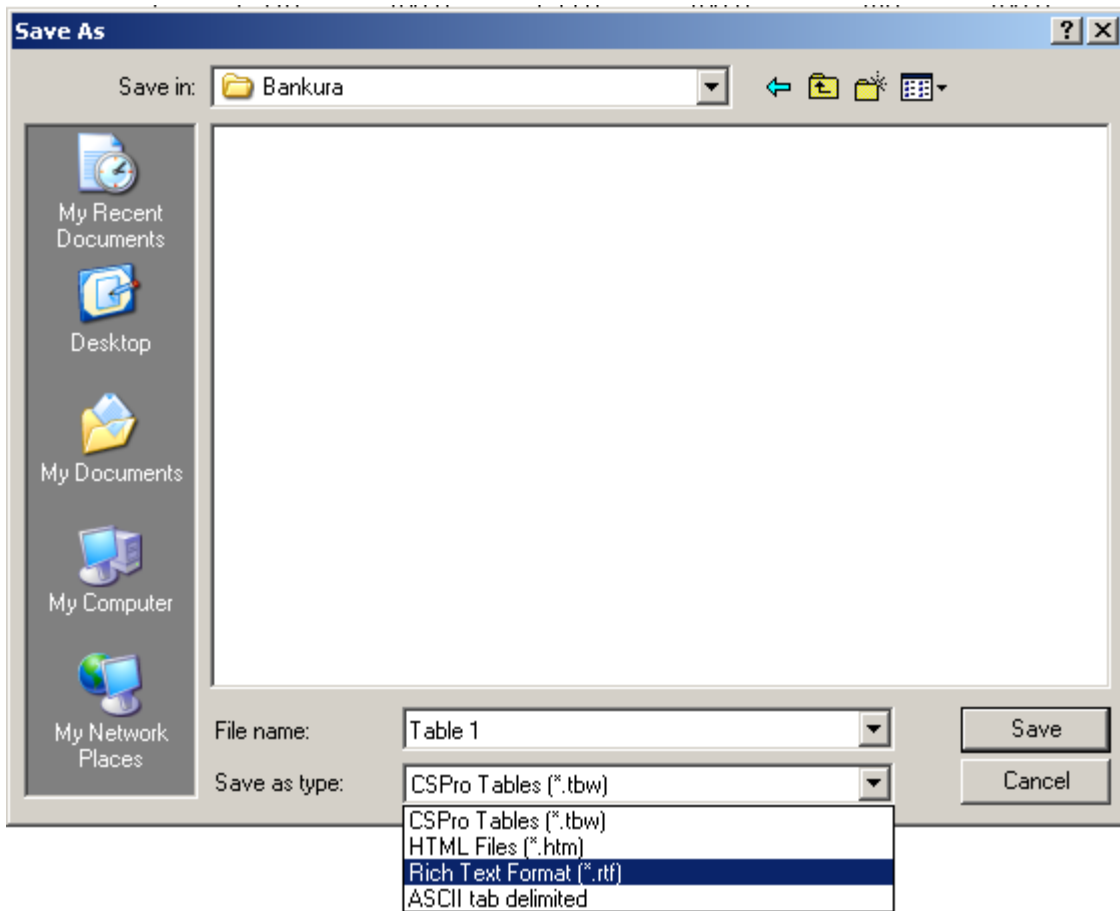 Save As
Save in: Bankura
My Recent
Documents
Desktop
My Documents
My Computer
My Network
Places
File name: Table 1 Save
Save as type: CSPro Tables (*.tbw) Cancel
CSPro Tables (*.tbw)
HTML Files (*.htm)
Rich Text Format (*.rtf)
ASCII tab delimited